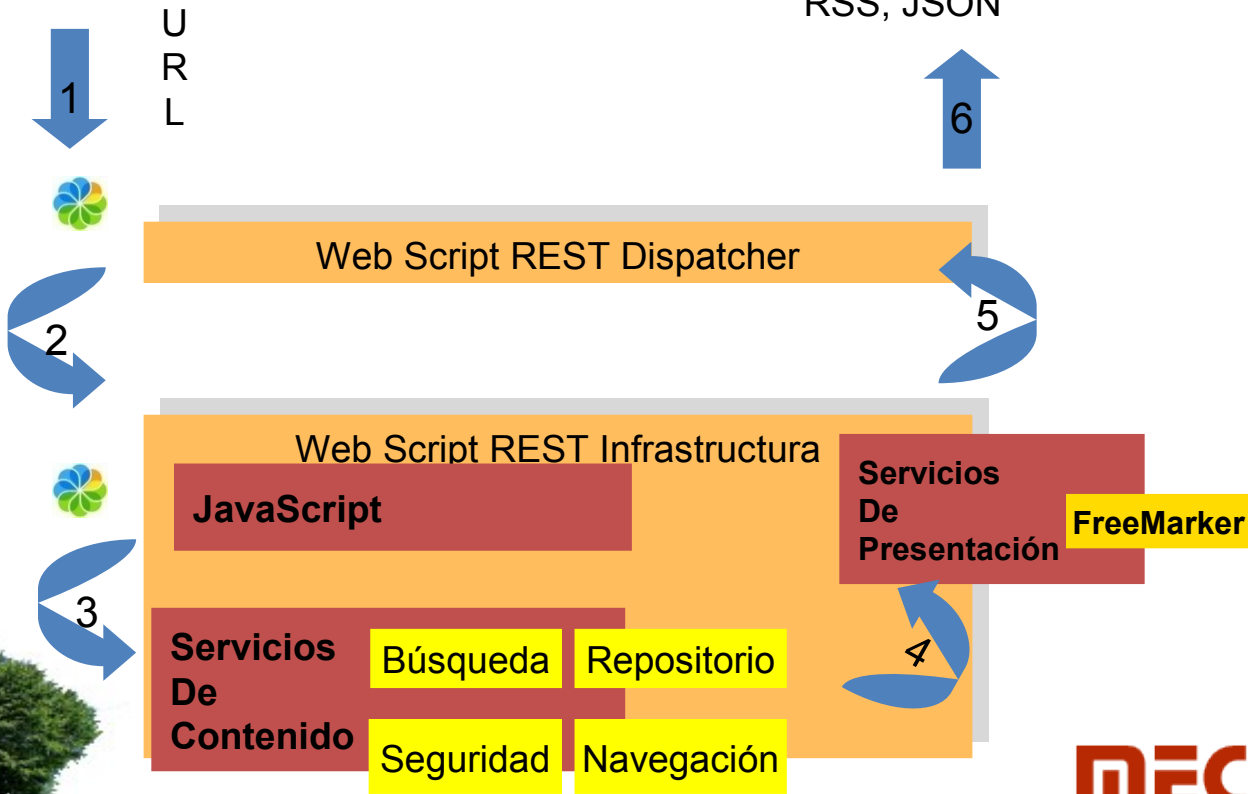 RSS, JSON
U
R
L
1
6
Web Script REST Dispatcher
2
5
Web Script REST Infrastructura
JavaScript
Servicios
De
Presentación
FreeMarker
3
4
Servicios
De
Contenido
Búsqueda
Repositorio
Seguridad
Navegación